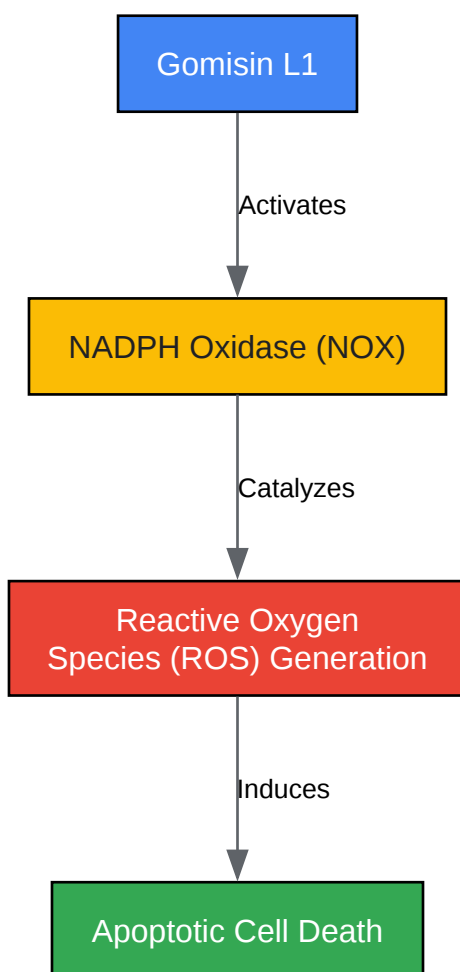 Gomisin L1
Activates
NADPH Oxidase (NOX)
Catalyzes
Reactive Oxygen
Species (ROS) Generation
Induces
Apoptotic Cell Death